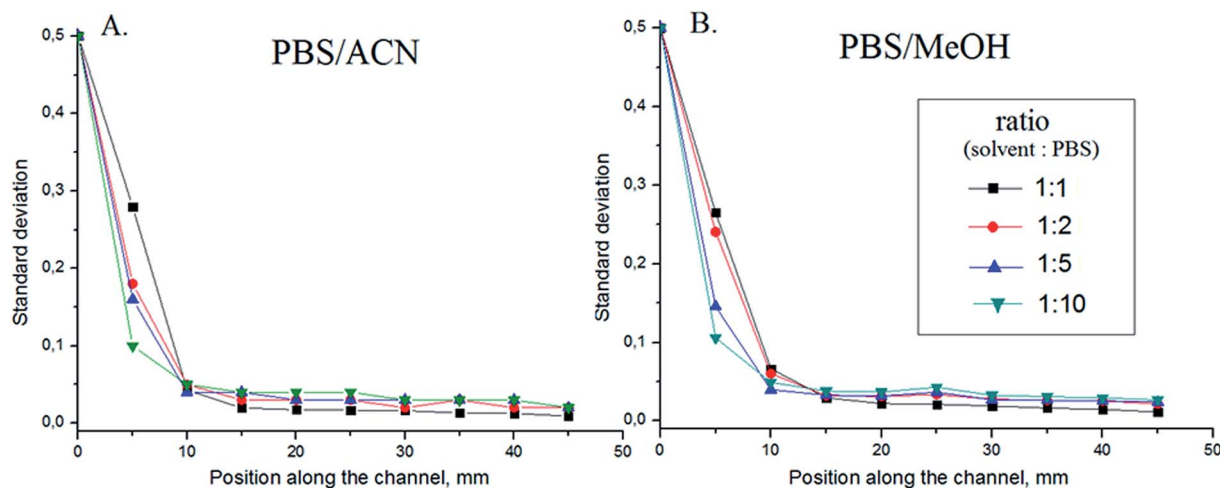 A.
PBS/ACN
0,5
0,4
0,3
0,2
0,1
0,0
Standard deviation
0 10 20 30 40 50
Position along the channel, mm
B.
PBS/MeOH
0,5
0,4
0,3
0,2
0,1
0,0
Standard deviation
0 10 20 30 40 50
Position along the channel, mm
ratio
(solvent : PBS)
1:1
1:2
1:5
1:10